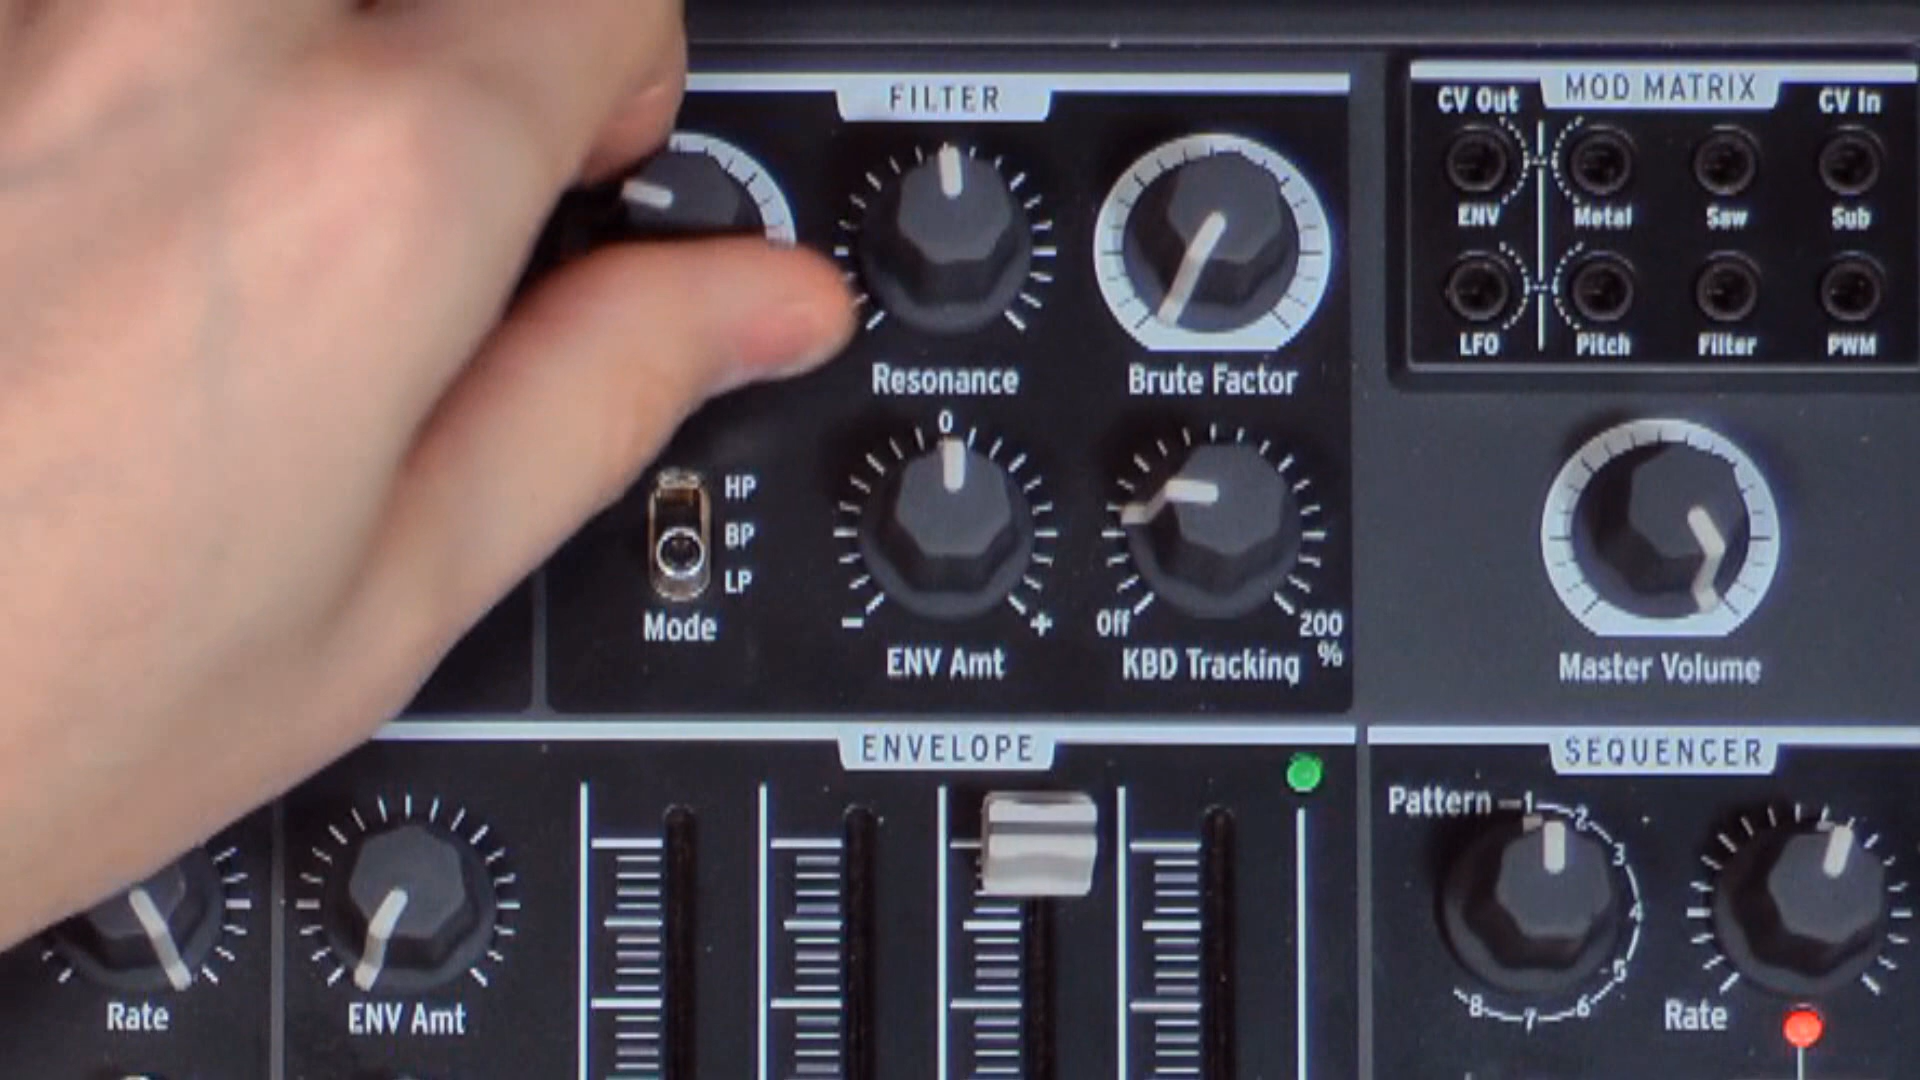 FILTER
MOD MATRIX
CV Out
CV In
ENV
Metal
Saw
Sub
LFO
Pitch
Filter
PWM
Resonance
Brute Factor
0
HP
BP
LP
Mode
- +
ENV Amt
Off
200
%
KBD Tracking
Master Volume
ENVELOPE
SEQUENCER
Pattern 1
2
3
4
5
6
7
8
Rate
ENV Amt
Rate